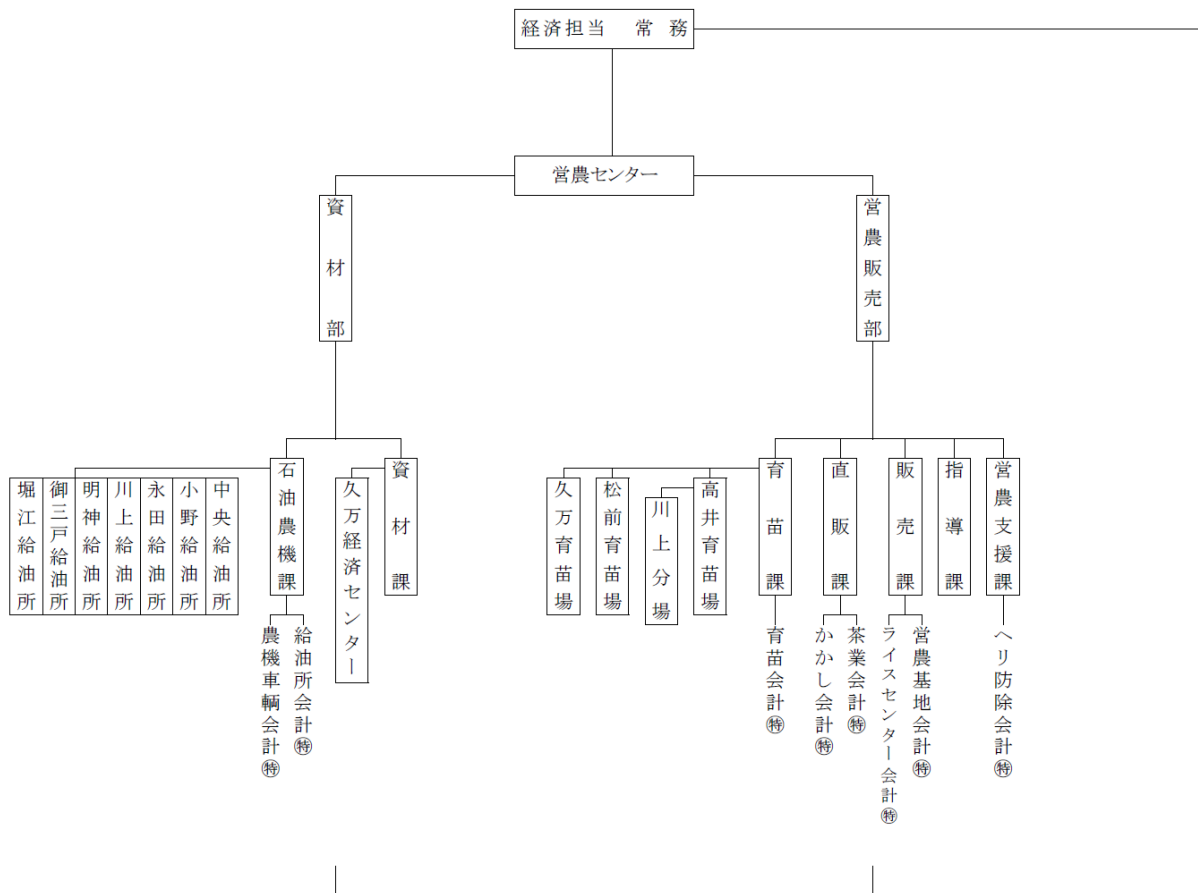 経済担当 常務
営農センター
資材部
営農販売部
堀江給油所
御三戸給油所
明神給油所
川上給油所
永田給油所
小野給油所
中央給油所
石油農機課
久万経済センター
資材課
久万育苗場
松前育苗場
川上分場
高井育苗場
育苗課
直販課
販売課
指導課
営農支援課
農機車輌会計㊕
給油所会計㊕
育苗会計㊕
かかし会計㊕
茶業会計㊕
ライスセンター会計㊕
営農基地会計㊕
ヘリ防除会計㊕